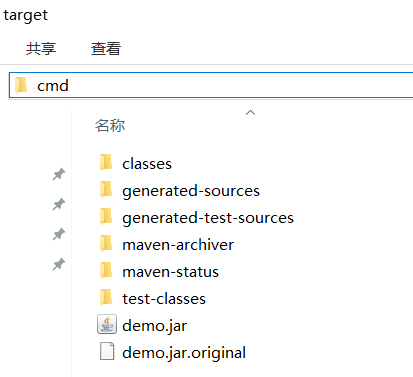 target
共享 查看
cmd
名称
classes
generated-sources
generated-test-sources
maven-archiver
maven-status
test-classes
demo.jar
demo.jar.original